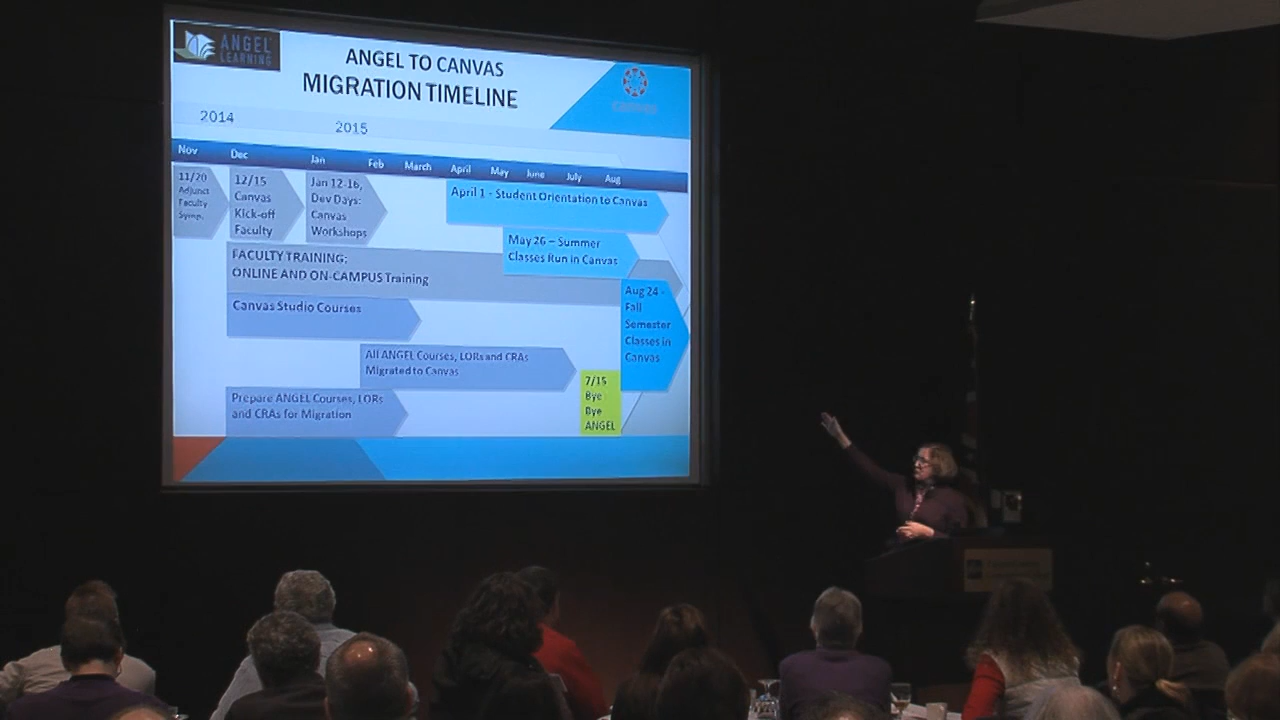 ANGEL
LEARNING
ANGEL TO CANVAS
MIGRATION TIMELINE
canvas
2014
2015
Nov Dec Jan Feb March April May June July Aug
11/20
Adjunct
Faculty
Symp.
12/15
Canvas
Kick-off
Faculty
Jan 12-16,
Dev Days:
Canvas
Workshops
April 1 - Student Orientation to Canvas
May 26 – Summer
Classes Run in Canvas
FACULTY TRAINING:
ONLINE AND ON-CAMPUS Training
Aug 24 -
Fall
Semester
Classes in
Canvas
Canvas Studio Courses
All ANGEL Courses, LORs and CRAs
Migrated to Canvas
7/15
Bye
Bye
ANGEL
Prepare ANGEL Courses, LORs
and CRAs for Migration